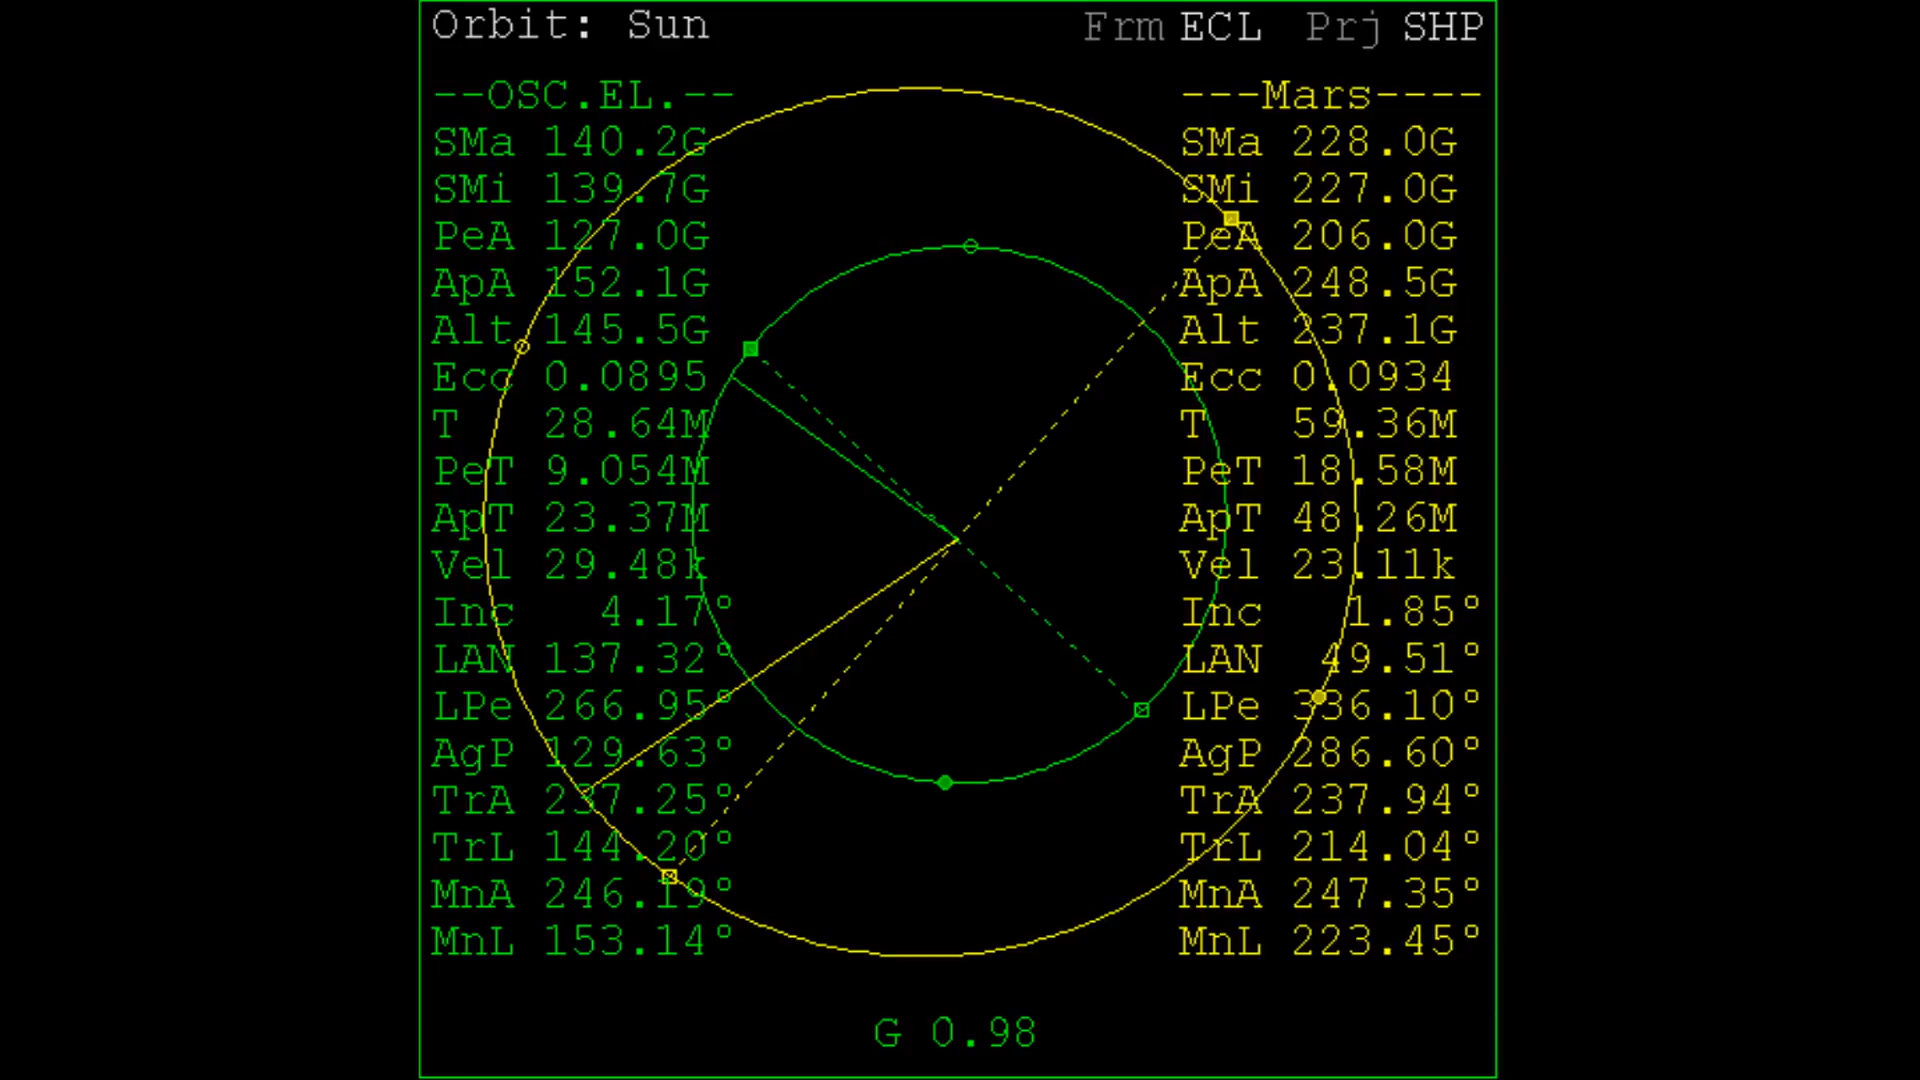 Orbit: Sun Frm ECL Prj SHP
--OSC.EL.-- ---Mars----
SMa 140.2G SMa 228.0G
SMi 139.7G SMi 227.0G
PeA 127.0G PeA 206.0G
ApA 152.1G ApA 248.5G
Alt 145.5G Alt 237.1G
Ecc 0.0895 Ecc 0.0934
T 28.64M T 59.36M
PeT 9.054M PeT 18.58M
ApT 23.37M ApT 48.26M
Vel 29.48k Vel 23.11k
Inc 4.17° Inc 1.85°
LAN 137.32° LAN 49.51°
LPe 266.95° LPe 336.10°
AgP 129.63° AgP 286.60°
TrA 237.25° TrA 237.94°
TrL 144.20° TrL 214.04°
MnA 246.19° MnA 247.35°
MnL 153.14° MnL 223.45°
G 0.98